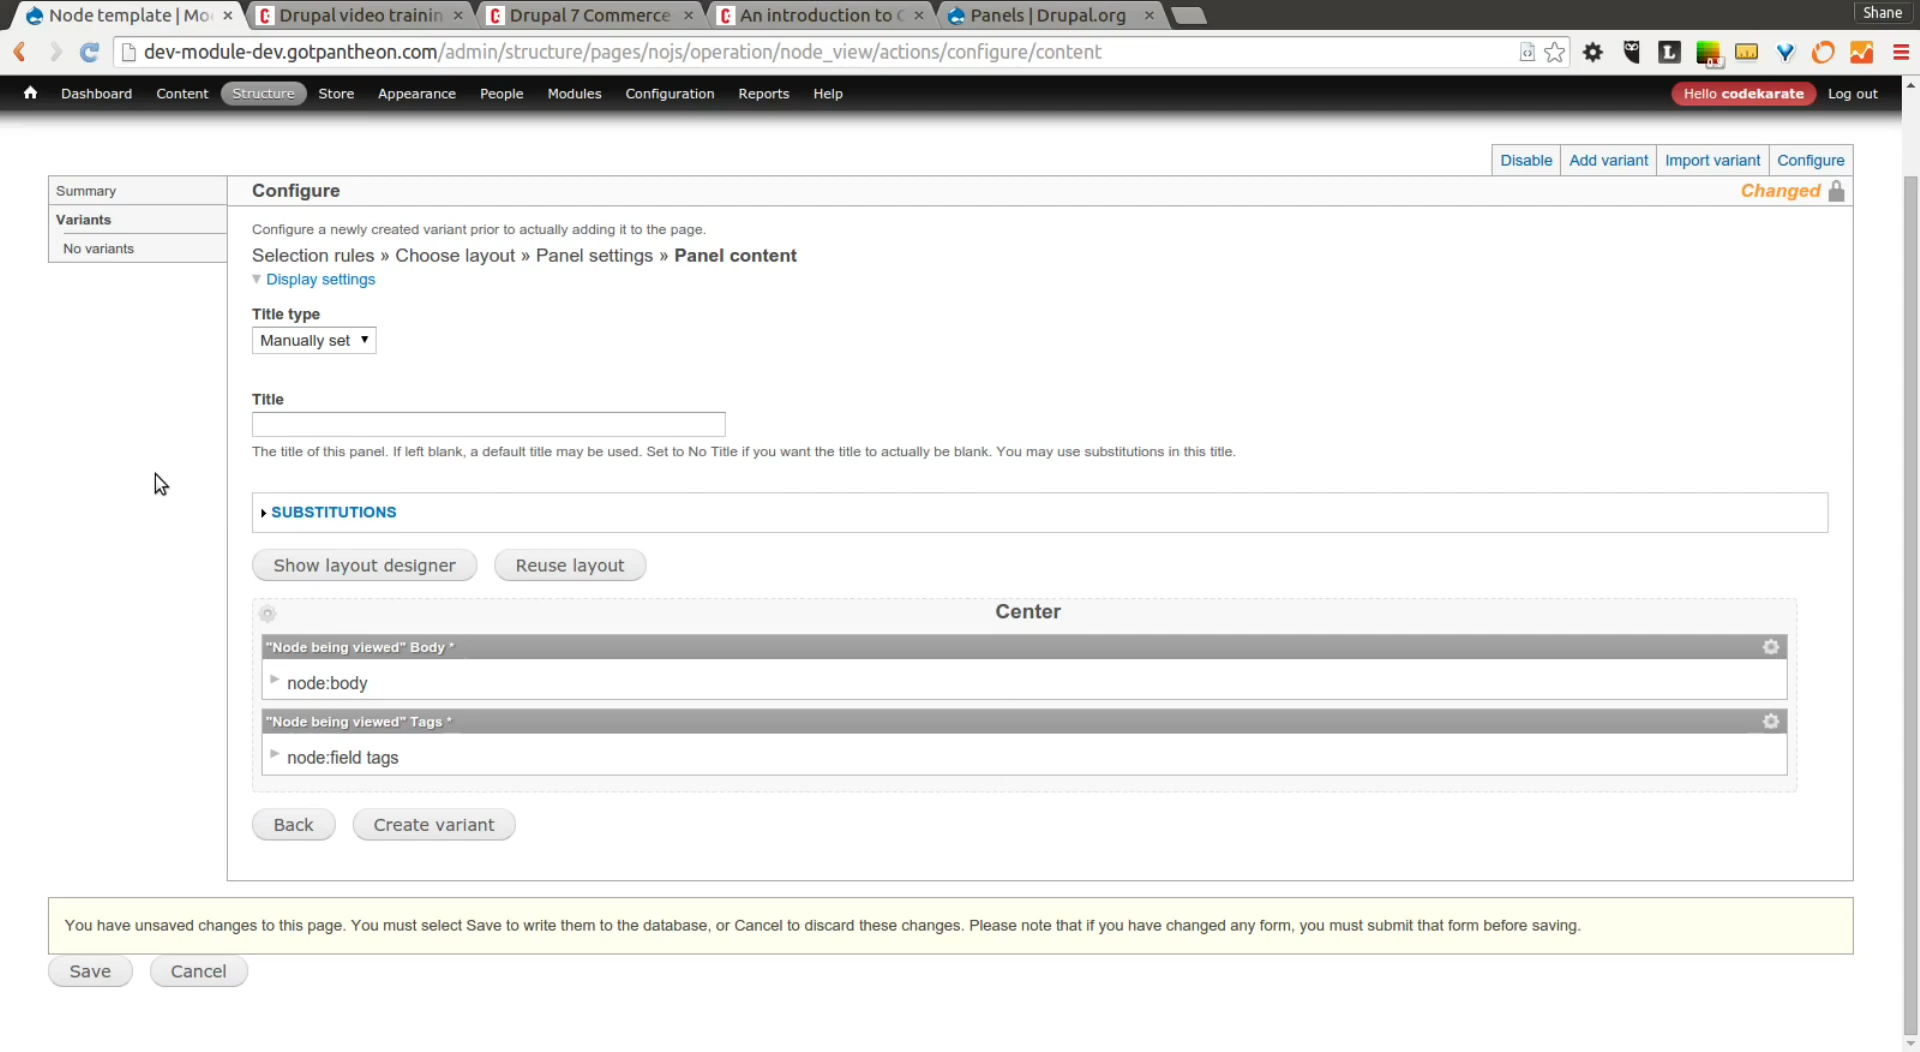 Node template | Mo
Drupal video trainin
Drupal 7 Commerce
An introduction to C
Panels | Drupal.org
Shane
dev-module-dev.gotpantheon.com/admin/structure/pages/nojs/operation/node_view/actions/configure/content
Dashboard Content Structure Store Appearance People Modules Configuration Reports Help
Hello codekarate Log out
Disable Add variant Import variant Configure
Summary
Variants
No variants
Configure
Changed
Configure a newly created variant prior to actually adding it to the page.
Selection rules » Choose layout » Panel settings » Panel content
Display settings
Title type
Manually set
Title
The title of this panel. If left blank, a default title may be used. Set to No Title if you want the title to actually be blank. You may use substitutions in this title.
SUBSTITUTIONS
Show layout designer Reuse layout
Center
"Node being viewed" Body *
node:body
"Node being viewed" Tags *
node:field tags
Back Create variant
You have unsaved changes to this page. You must select Save to write them to the database, or Cancel to discard these changes. Please note that if you have changed any form, you must submit that form before saving.
Save Cancel